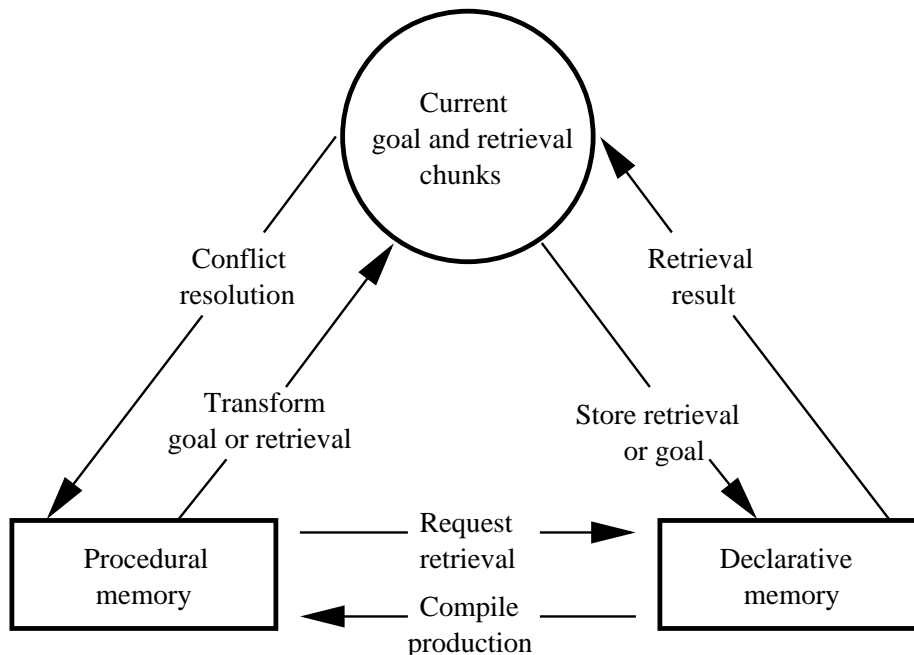 Current
goal and retrieval
chunks
Conflict
resolution
Retrieval
result
Transform
goal or retrieval
Store retrieval
or goal
Procedural
memory
Request
retrieval
Declarative
memory
Compile
production